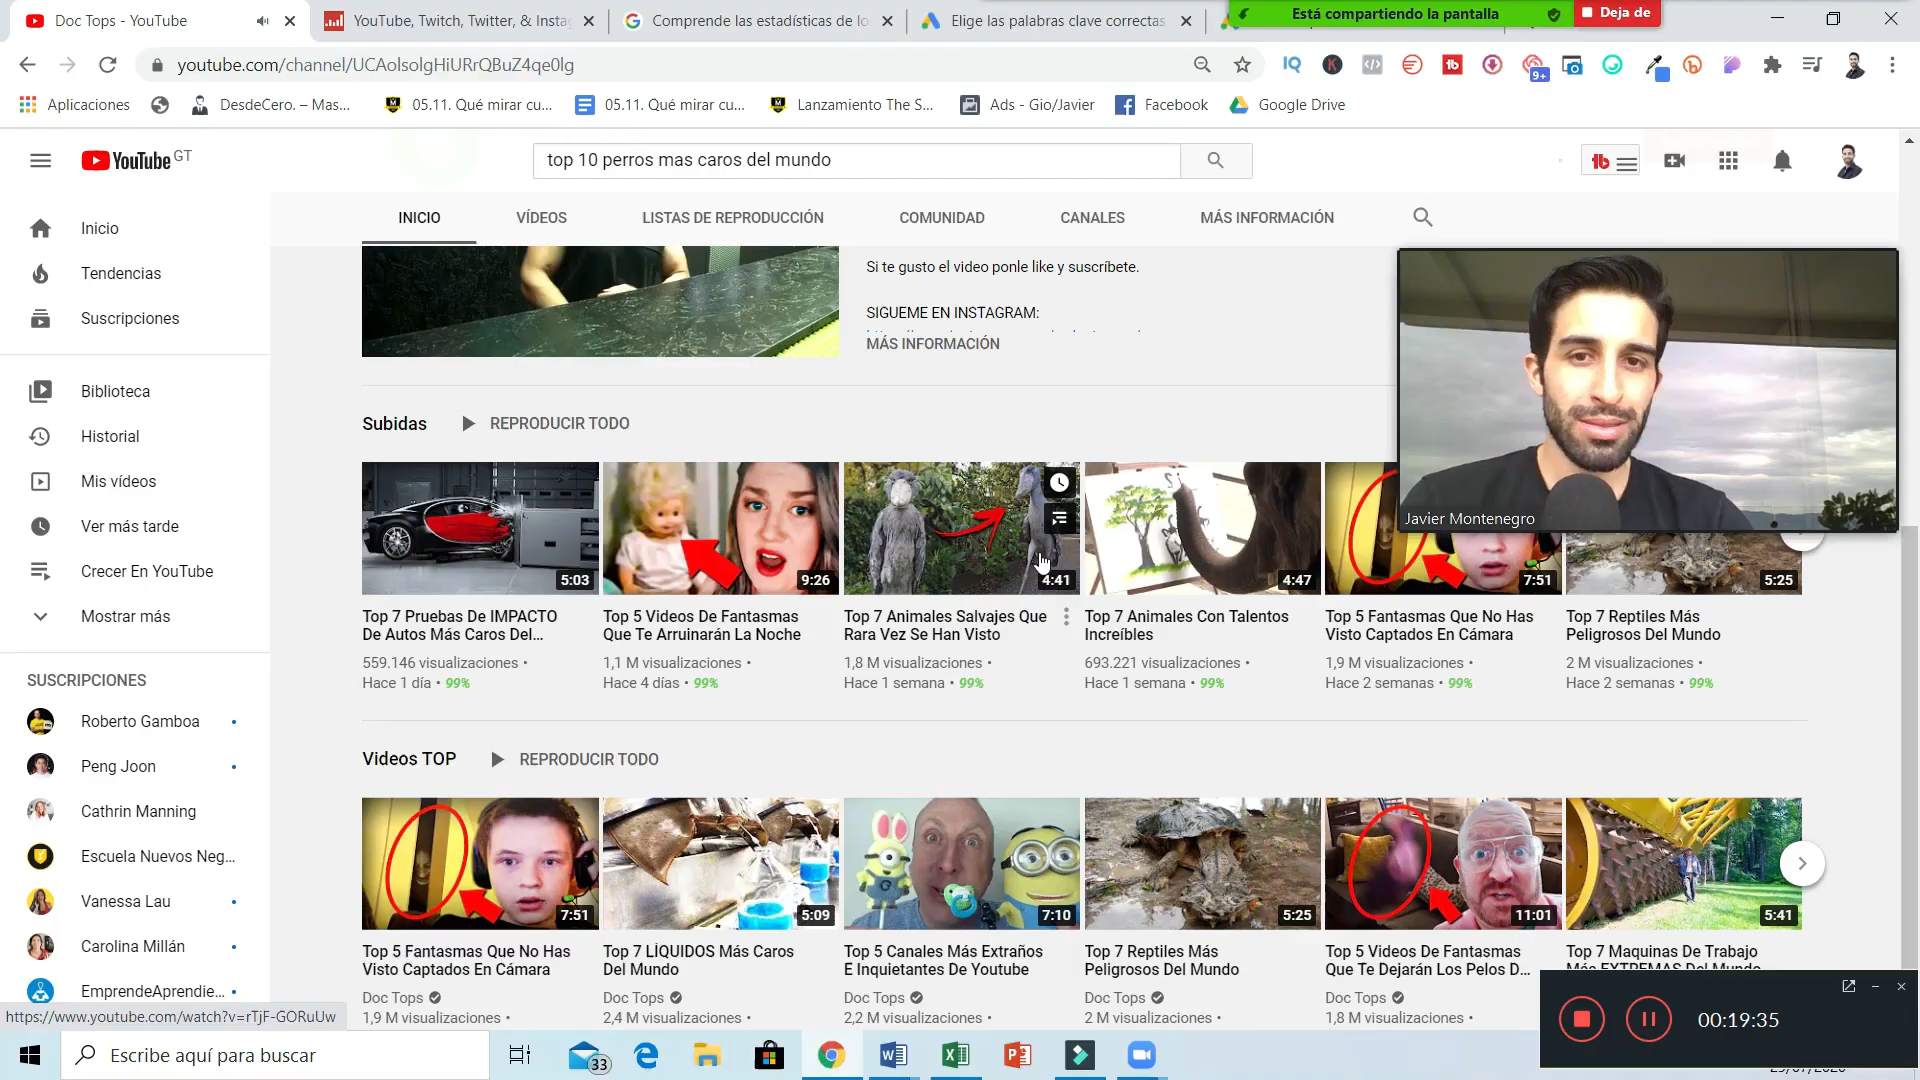 Doc Tops - YouTube
YouTube, Twitch, Twitter, & Insta
Comprende las estadísticas de lo
Elige las palabras clave correctas
Está compartiendo la pantalla
Deja de
youtube.com/channel/UCAolsolgHiURrQBuZ4qe0lg
9+
Aplicaciones
DesdeCero. – Mas...
05.11. Qué mirar cu...
05.11. Qué mirar cu...
Lanzamiento The S...
Ads - Gio/Javier
Facebook
Google Drive
YouTube GT
top 10 perros mas caros del mundo
INICIO
VÍDEOS
LISTAS DE REPRODUCCIÓN
COMUNIDAD
CANALES
MÁS INFORMACIÓN
Inicio
Tendencias
Suscripciones
Biblioteca
Historial
Mis vídeos
Ver más tarde
Crecer En YouTube
Mostrar más
SUSCRIPCIONES
Roberto Gamboa
Peng Joon
Cathrin Manning
Escuela Nuevos Neg...
Vanessa Lau
Carolina Millán
EmprendeAprendie...
Si te gusto el video ponle like y suscríbete.
SIGUEME EN INSTAGRAM:
MÁS INFORMACIÓN
Javier Montenegro
Subidas
REPRODUCIR TODO
5:03
9:26
4:41
4:47
7:51
5:25
Top 7 Pruebas De IMPACTO
De Autos Más Caros Del...
559.146 visualizaciones •
Hace 1 día • 99%
Top 5 Videos De Fantasmas
Que Te Arruinarán La Noche
1,1 M visualizaciones •
Hace 4 días • 99%
Top 7 Animales Salvajes Que
Rara Vez Se Han Visto
1,8 M visualizaciones •
Hace 1 semana • 99%
Top 7 Animales Con Talentos
Increíbles
693.221 visualizaciones •
Hace 1 semana • 99%
Top 5 Fantasmas Que No Has
Visto Captados En Cámara
1,9 M visualizaciones •
Hace 2 semanas • 99%
Top 7 Reptiles Más
Peligrosos Del Mundo
2 M visualizaciones •
Hace 2 semanas • 99%
Videos TOP
REPRODUCIR TODO
7:51
5:09
7:10
5:25
11:01
5:41
Top 5 Fantasmas Que No Has
Visto Captados En Cámara
Doc Tops
1,9 M visualizaciones •
Top 7 LÍQUIDOS Más Caros
Del Mundo
Doc Tops
2,4 M visualizaciones •
Top 5 Canales Más Extraños
E Inquietantes De Youtube
Doc Tops
2,2 M visualizaciones •
Top 7 Reptiles Más
Peligrosos Del Mundo
Doc Tops
2 M visualizaciones •
Top 5 Videos De Fantasmas
Que Te Dejarán Los Pelos D...
Doc Tops
1,8 M visualizaciones •
Top 7 Maquinas De Trabajo
Más EXTREMAS Del Mundo
00:19:35
https://www.youtube.com/watch?v=rTjF-GORuUw
Escribe aquí para buscar
33